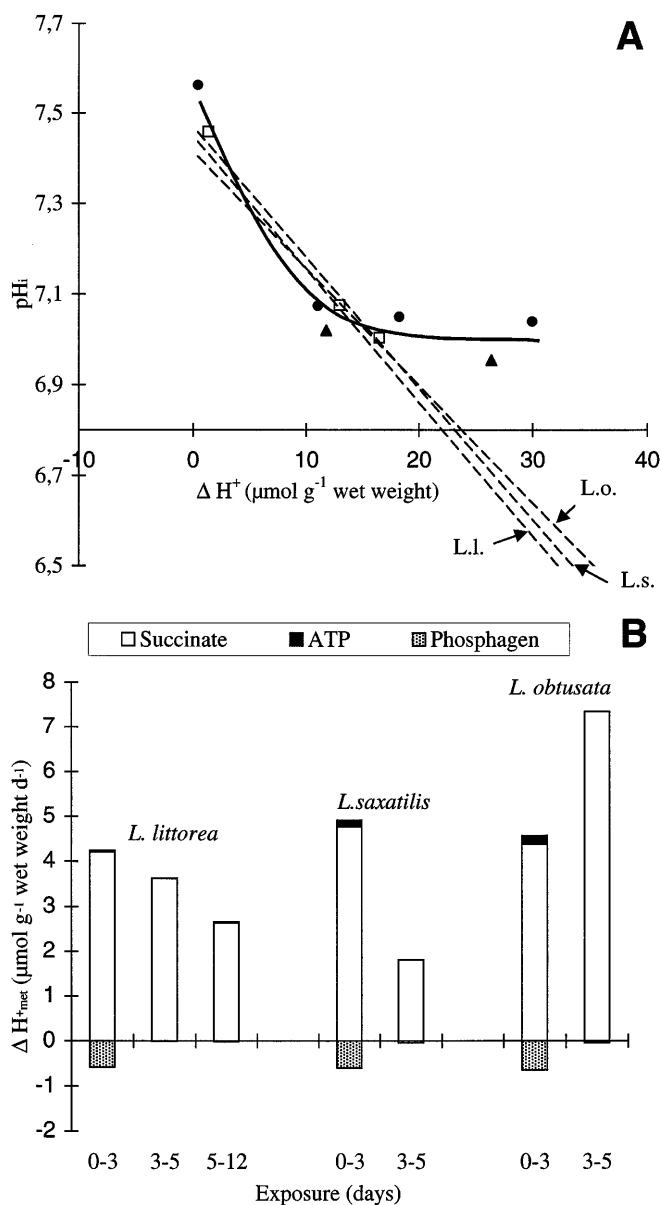 A
7,7
7,5
7,3
7,1
6,9
6,7
6,5
pHi
-10 0 10 20 30 40
Δ H⁺ (μmol g⁻¹ wet weight)
L.o.
L.l.
L.s.
B
Succinate ATP Phosphagen
8
7
6
5
4
3
2
1
0
-1
-2
Δ H⁺met (μmol g⁻¹ wet weight d⁻¹)
L. obtusata
L.saxatilis
L. littorea
0-3 3-5 5-12 0-3 3-5 0-3 3-5
Exposure (days)